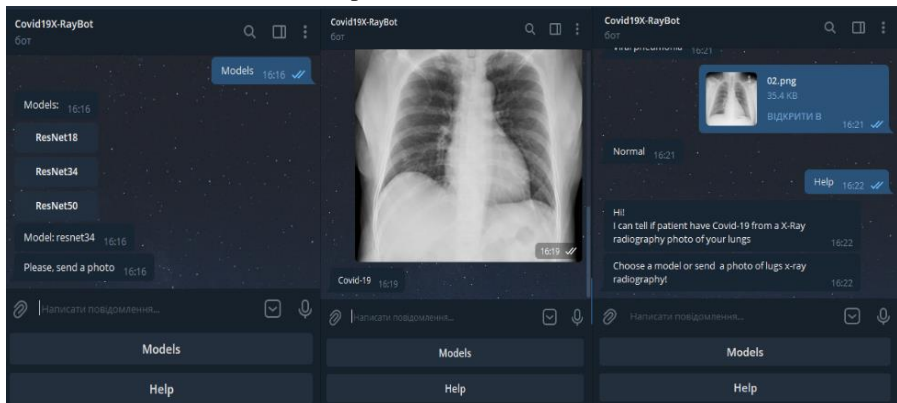 Covid19X-RayBot
бот
Models 16:16
Models: 16:16
ResNet18
ResNet34
ResNet50
Model: resnet34 16:16
Please, send a photo 16:16
Написати повідомлення...
Models
Help
Covid19X-RayBot
бот
16:19
Covid-19 16:19
Написати повідомлення...
Models
Help
Covid19X-RayBot
бот
Viral pneumonia 16:21
02.png
35.4 KB
ВІДКРИТИ В
16:21
Normal 16:21
Help 16:22
Hi!
I can tell if patient have Covid-19 from a X-Ray
radiography photo of your lungs 16:22
Choose a model or send a photo of lugs x-ray
radiography! 16:22
Написати повідомлення...
Models
Help